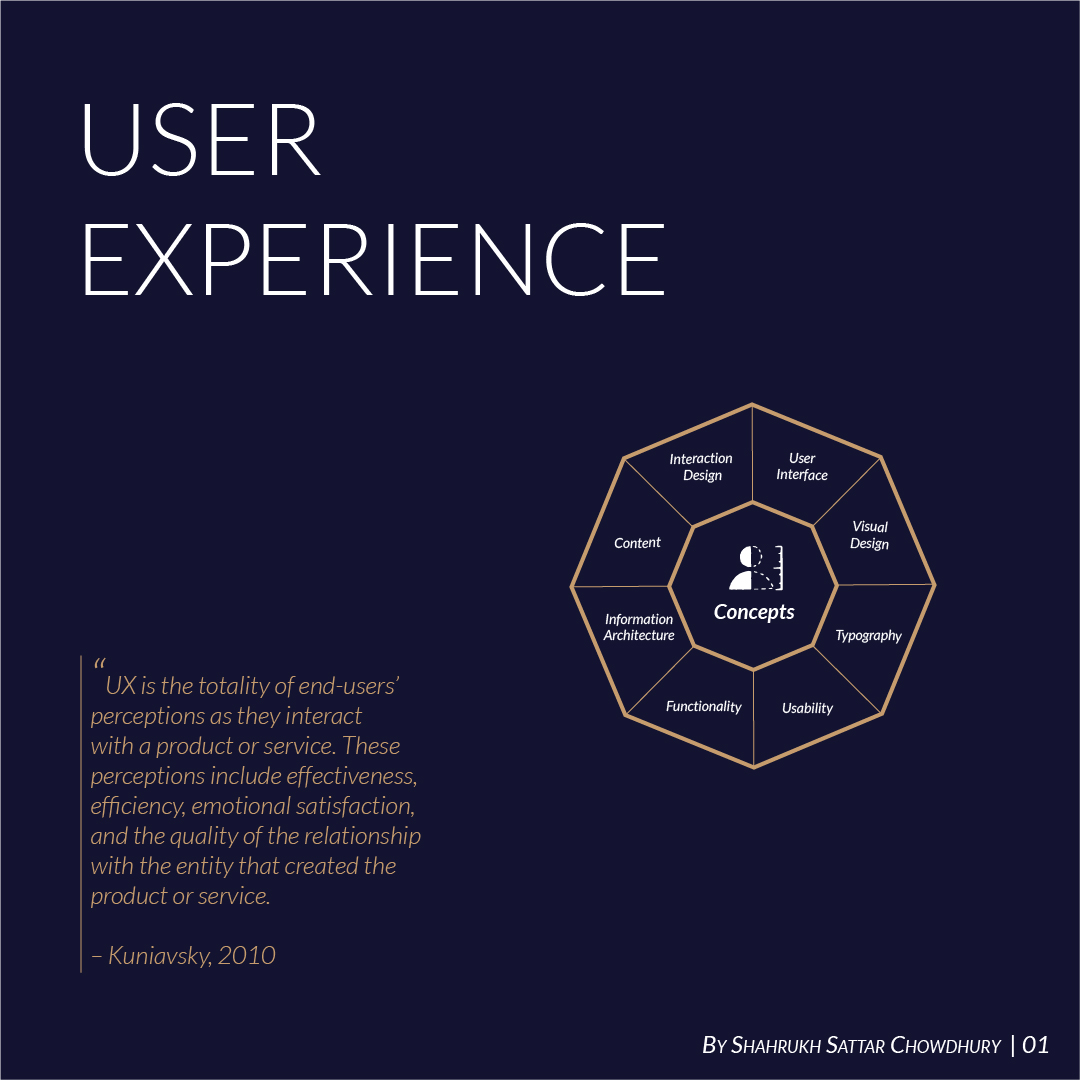 USER
EXPERIENCE
Interaction
Design
User
Interface
Visual
Design
Typography
Usability
Functionality
Information
Architecture
Content
Concepts
“UX is the totality of end-users’
perceptions as they interact
with a product or service. These
perceptions include effectiveness,
efficiency, emotional satisfaction,
and the quality of the relationship
with the entity that created the
product or service.
– Kuniavsky, 2010
By Shahrukh Sattar Chowdhury | 01